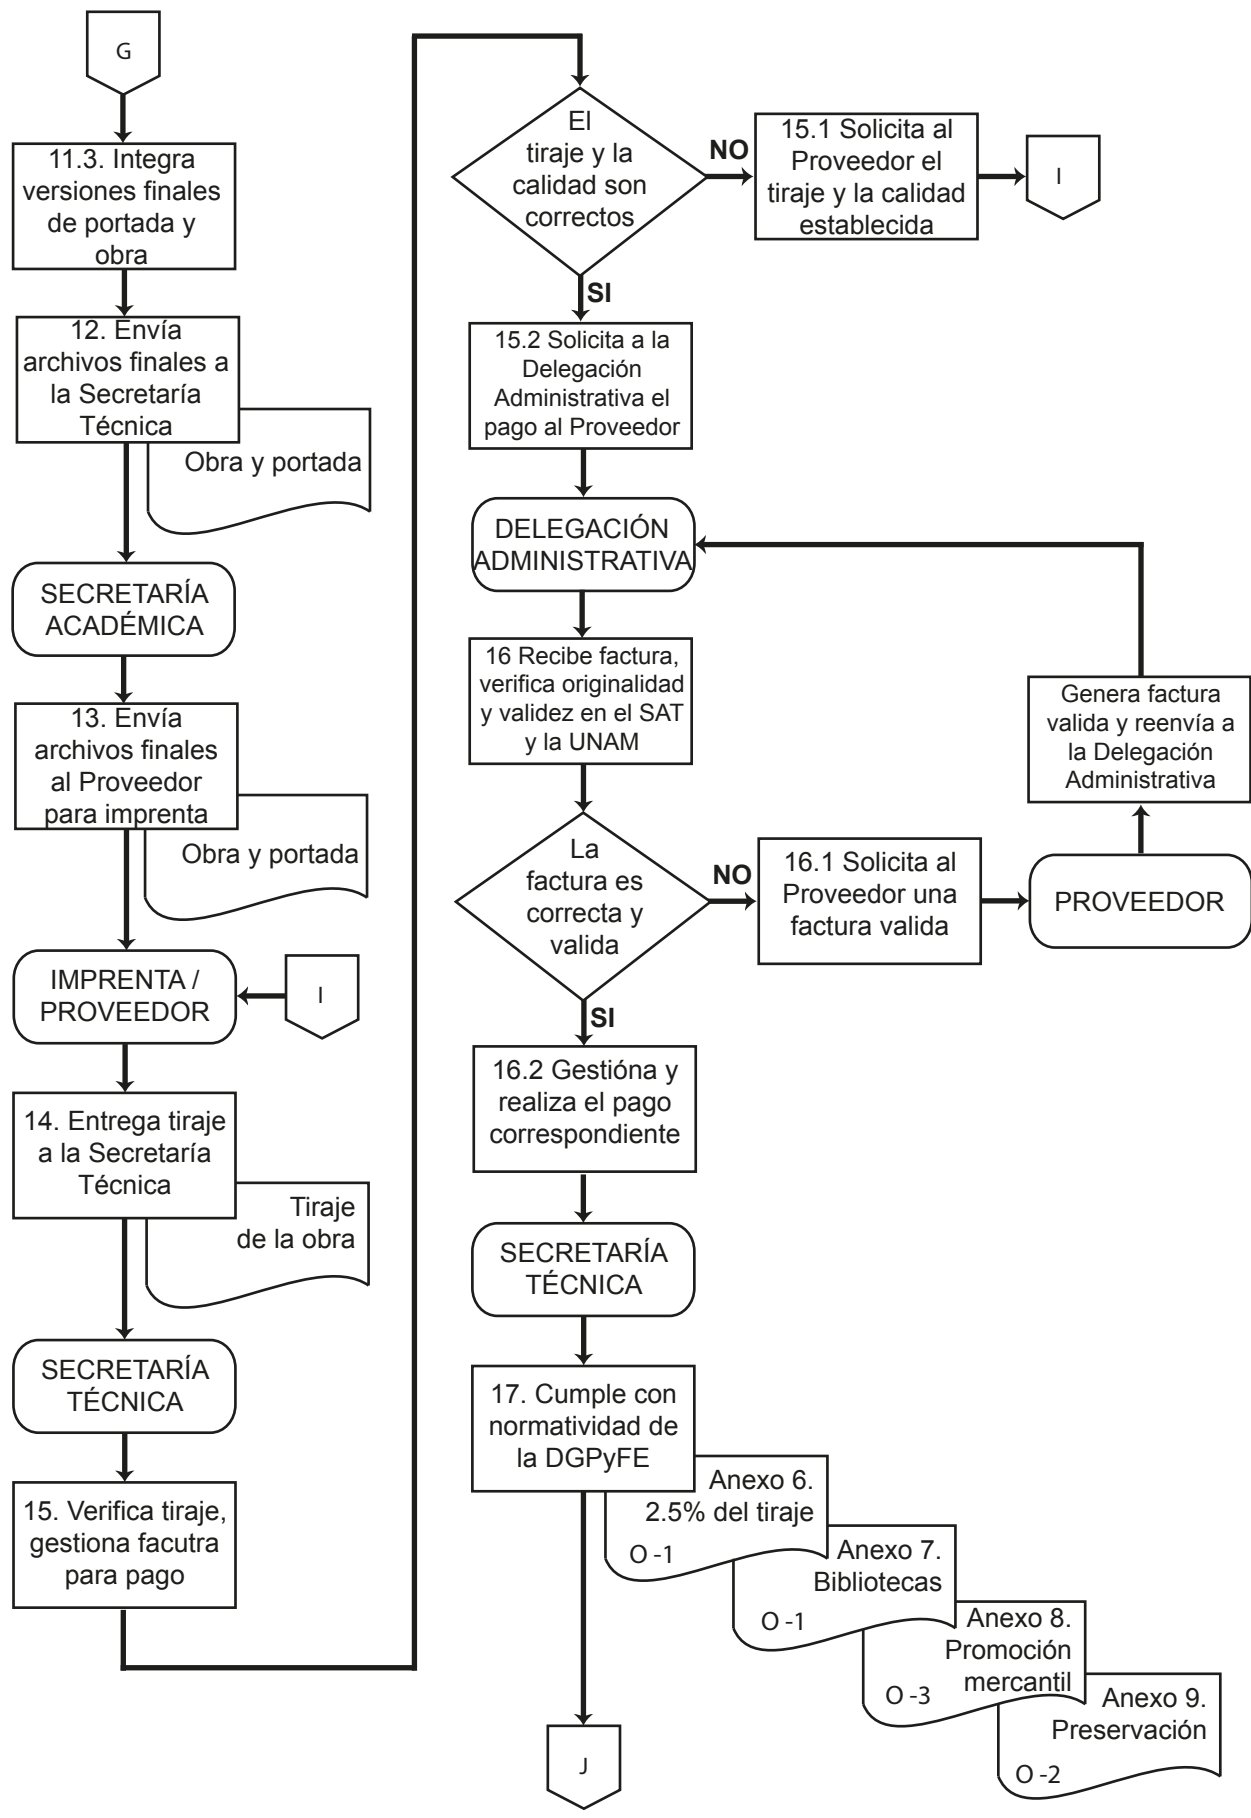 G
11.3. Integra
versiones finales
de portada y
obra
12. Envía
archivos finales a
la Secretaría
Técnica
Obra y portada
SECRETARÍA
ACADÉMICA
13. Envía
archivos finales
al Proveedor
para imprenta
Obra y portada
IMPRENTA /
PROVEEDOR
I
14. Entrega tiraje
a la Secretaría
Técnica
Tiraje
de la obra
SECRETARÍA
TÉCNICA
15. Verifica tiraje,
gestiona facutra
para pago
El
tiraje y la
calidad son
correctos
NO
15.1 Solicita al
Proveedor el
tiraje y la calidad
establecida
I
SI
15.2 Solicita a la
Delegación
Administrativa el
pago al Proveedor
DELEGACIÓN
ADMINISTRATIVA
16 Recibe factura,
verifica originalidad
y validez en el SAT
y la UNAM
La
factura es
correcta y
valida
NO
16.1 Solicita al
Proveedor una
factura valida
PROVEEDOR
Genera factura
valida y reenvía a
la Delegación
Administrativa
SI
16.2 Gestióna y
realiza el pago
correspondiente
SECRETARÍA
TÉCNICA
17. Cumple con
normatividad de
la DGPyFE
Anexo 6.
2.5% del tiraje
O -1
Anexo 7.
Bibliotecas
O -1
Anexo 8.
Promoción
mercantil
O -3
Anexo 9.
Preservación
O -2
J